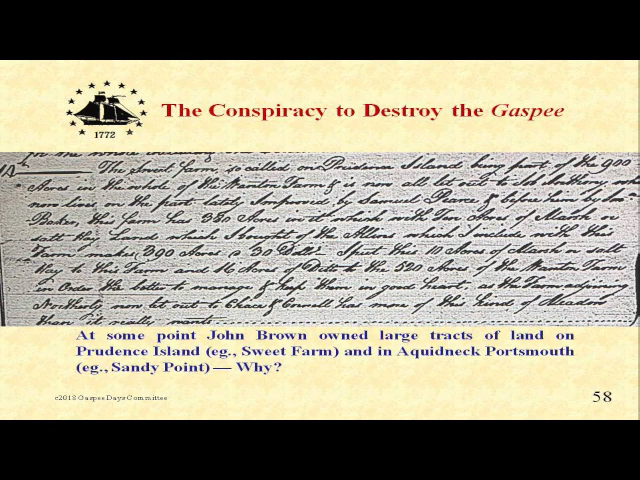 1772
The Conspiracy to Destroy the Gaspee
The Sweet farm so called on Prudence Island being part of the 900
Acres in the whole of the Wanton Farm & is now all let out to
now lives, on the part lately Improved by Samuel Pearce & before him by
Baker, this farm has 380 Acres in it which with Ten Acres of Marsh or
salt Hay Land which I bought of the Allens which I include with this
Farm makes 390 Acres @ 30 Doll. I put this 10 Acres of Marsh or salt
Hay to this Farm and 16 Acres of Ditto to the 520 Acres of the Wanton Farm
in Order the better to manage & keep them in good heart, as the Farm adjoining
Northerly now let out to Chace & Cornell has more of this kind of Meadow
than it really wants
At some point John Brown owned large tracts of land on
Prudence Island (eg., Sweet Farm) and in Aquidneck Portsmouth
(eg., Sandy Point) — Why?
c2018 Gaspee Days Committee
58